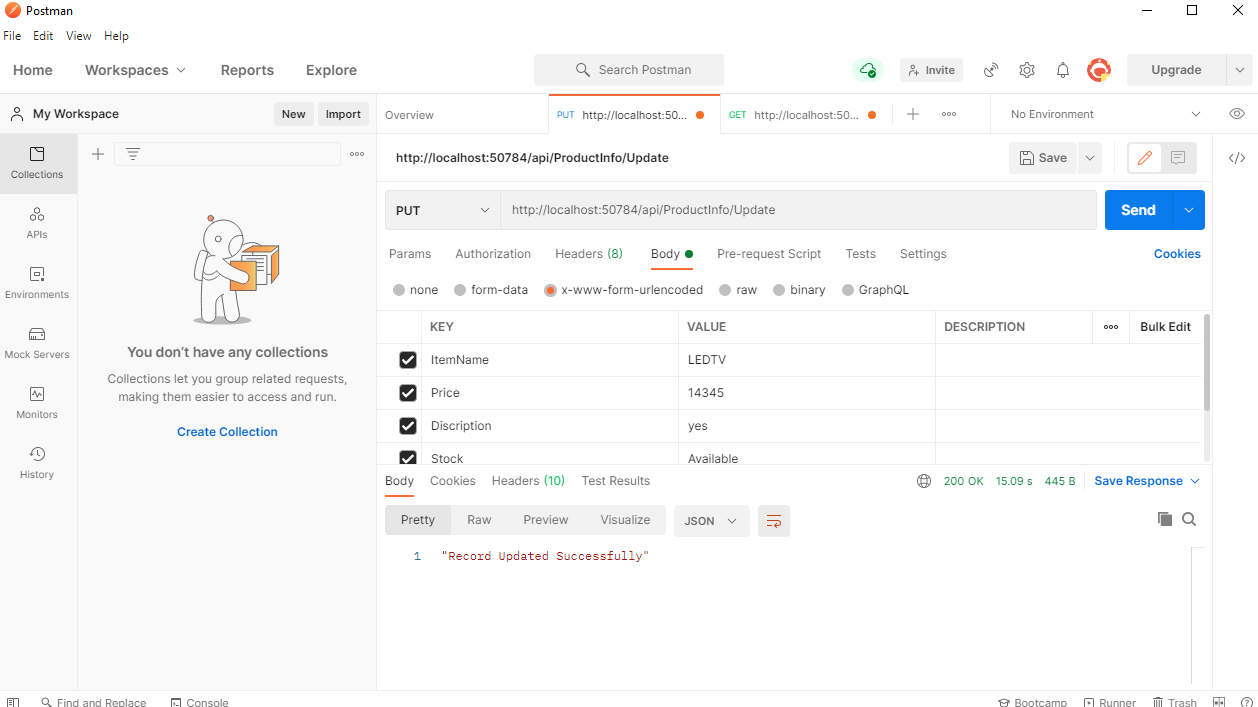 Postman
File Edit View Help
Home Workspaces Reports Explore Search Postman Invite Upgrade
My Workspace New Import
Overview PUT http://localhost:50... GET http://localhost:50... No Environment
Collections
APIs
Environments
Mock Servers
Monitors
History
You don't have any collections
Collections let you group related requests,
making them easier to access and run.
Create Collection
http://localhost:50784/api/ProductInfo/Update Save
PUT http://localhost:50784/api/ProductInfo/Update Send
Params Authorization Headers (8) Body Pre-request Script Tests Settings Cookies
none form-data x-www-form-urlencoded raw binary GraphQL
KEY VALUE DESCRIPTION Bulk Edit
ItemName LEDTV
Price 14345
Discription yes
Stock Available
Body Cookies Headers (10) Test Results 200 OK 15.09 s 445 B Save Response
Pretty Raw Preview Visualize JSON
1 "Record Updated Successfully"
Find and Replace Console Bootcamp Runner Trash